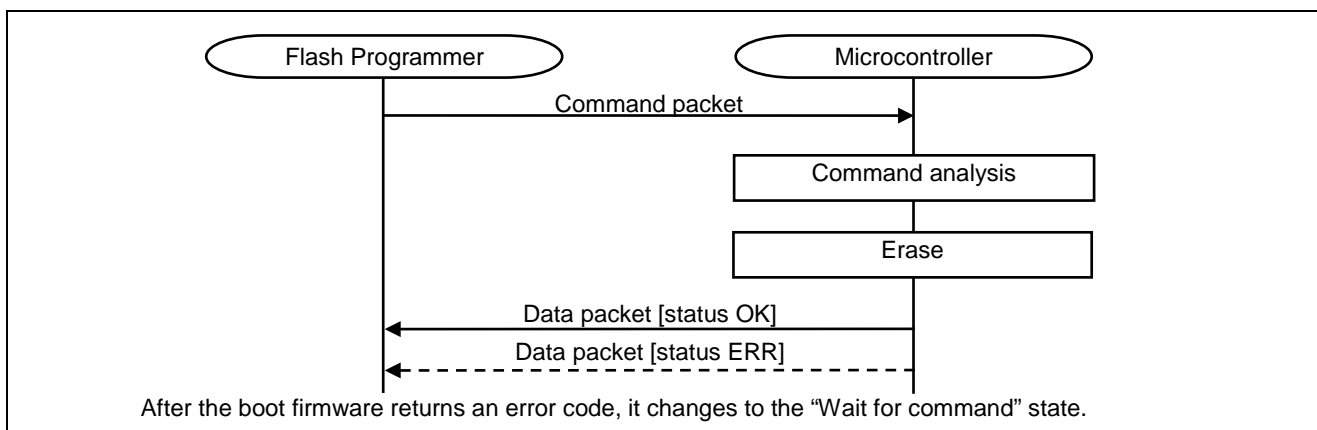 Flash Programmer
Microcontroller
Command packet
Command analysis
Erase
Data packet [status OK]
Data packet [status ERR]
After the boot firmware returns an error code, it changes to the “Wait for command” state.